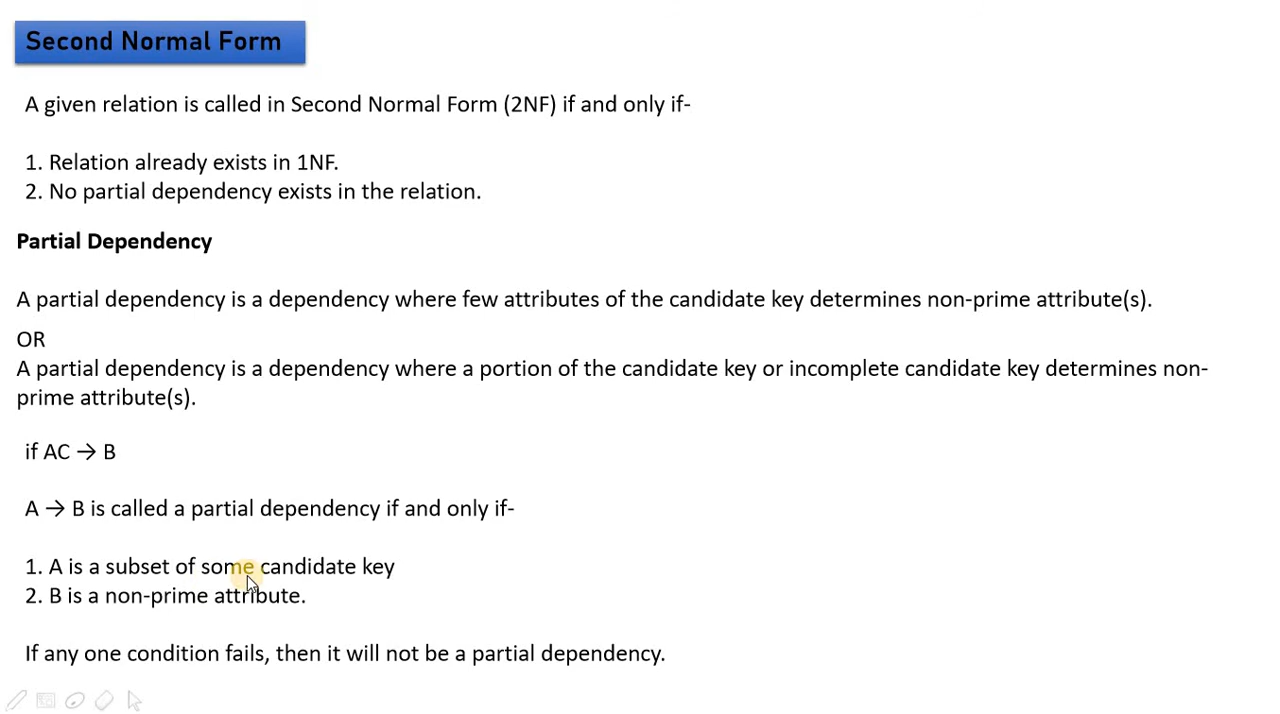 Second Normal Form
A given relation is called in Second Normal Form (2NF) if and only if-
1. Relation already exists in 1NF.
2. No partial dependency exists in the relation.
Partial Dependency
A partial dependency is a dependency where few attributes of the candidate key determines non-prime attribute(s).
OR
A partial dependency is a dependency where a portion of the candidate key or incomplete candidate key determines non-
prime attribute(s).
if AC → B
A → B is called a partial dependency if and only if-
1. A is a subset of some candidate key
2. B is a non-prime attribute.
If any one condition fails, then it will not be a partial dependency.